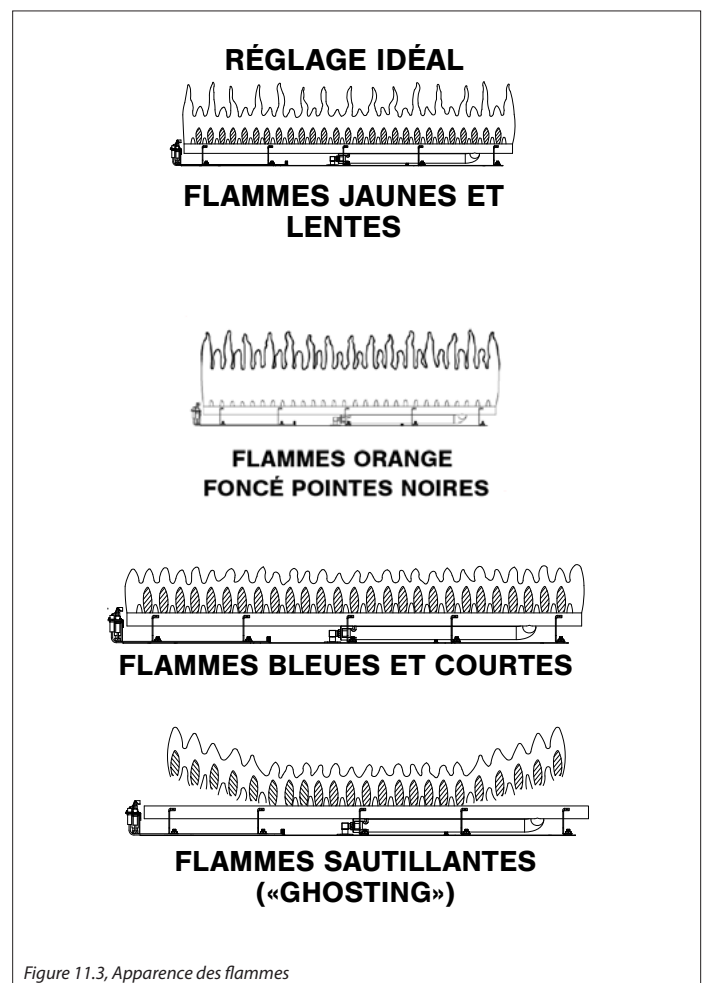 RÉGLAGE IDÉAL
FLAMMES JAUNES ET
LENTES
FLAMMES ORANGE
FONCÉ POINTES NOIRES
FLAMMES BLEUES ET COURTES
FLAMMES SAUTILLANTES
(«GHOSTING»)
Figure 11.3, Apparence des flammes